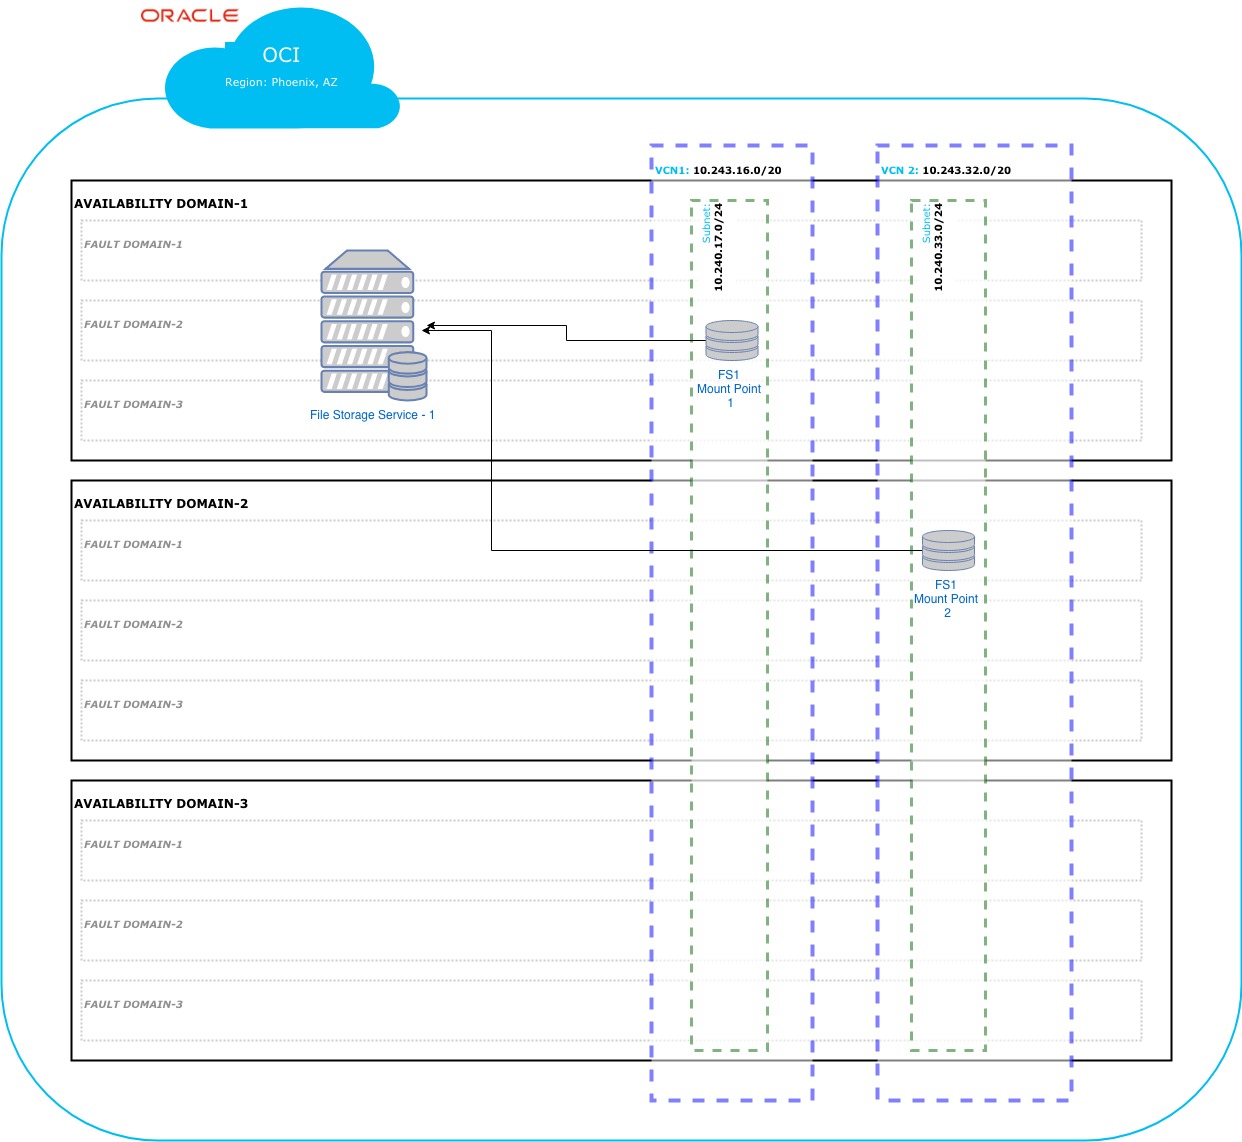 ORACLE
OCI
Region: Phoenix, AZ
VCN1: 10.243.16.0/20
VCN 2: 10.243.32.0/20
AVAILABILITY DOMAIN-1
Subnet:
10.240.17.0/24
Subnet:
10.240.33.0/24
FAULT DOMAIN-1
FAULT DOMAIN-2
FS1
Mount Point
1
FAULT DOMAIN-3
File Storage Service - 1
AVAILABILITY DOMAIN-2
FAULT DOMAIN-1
FS1
Mount Point
2
FAULT DOMAIN-2
FAULT DOMAIN-3
AVAILABILITY DOMAIN-3
FAULT DOMAIN-1
FAULT DOMAIN-2
FAULT DOMAIN-3